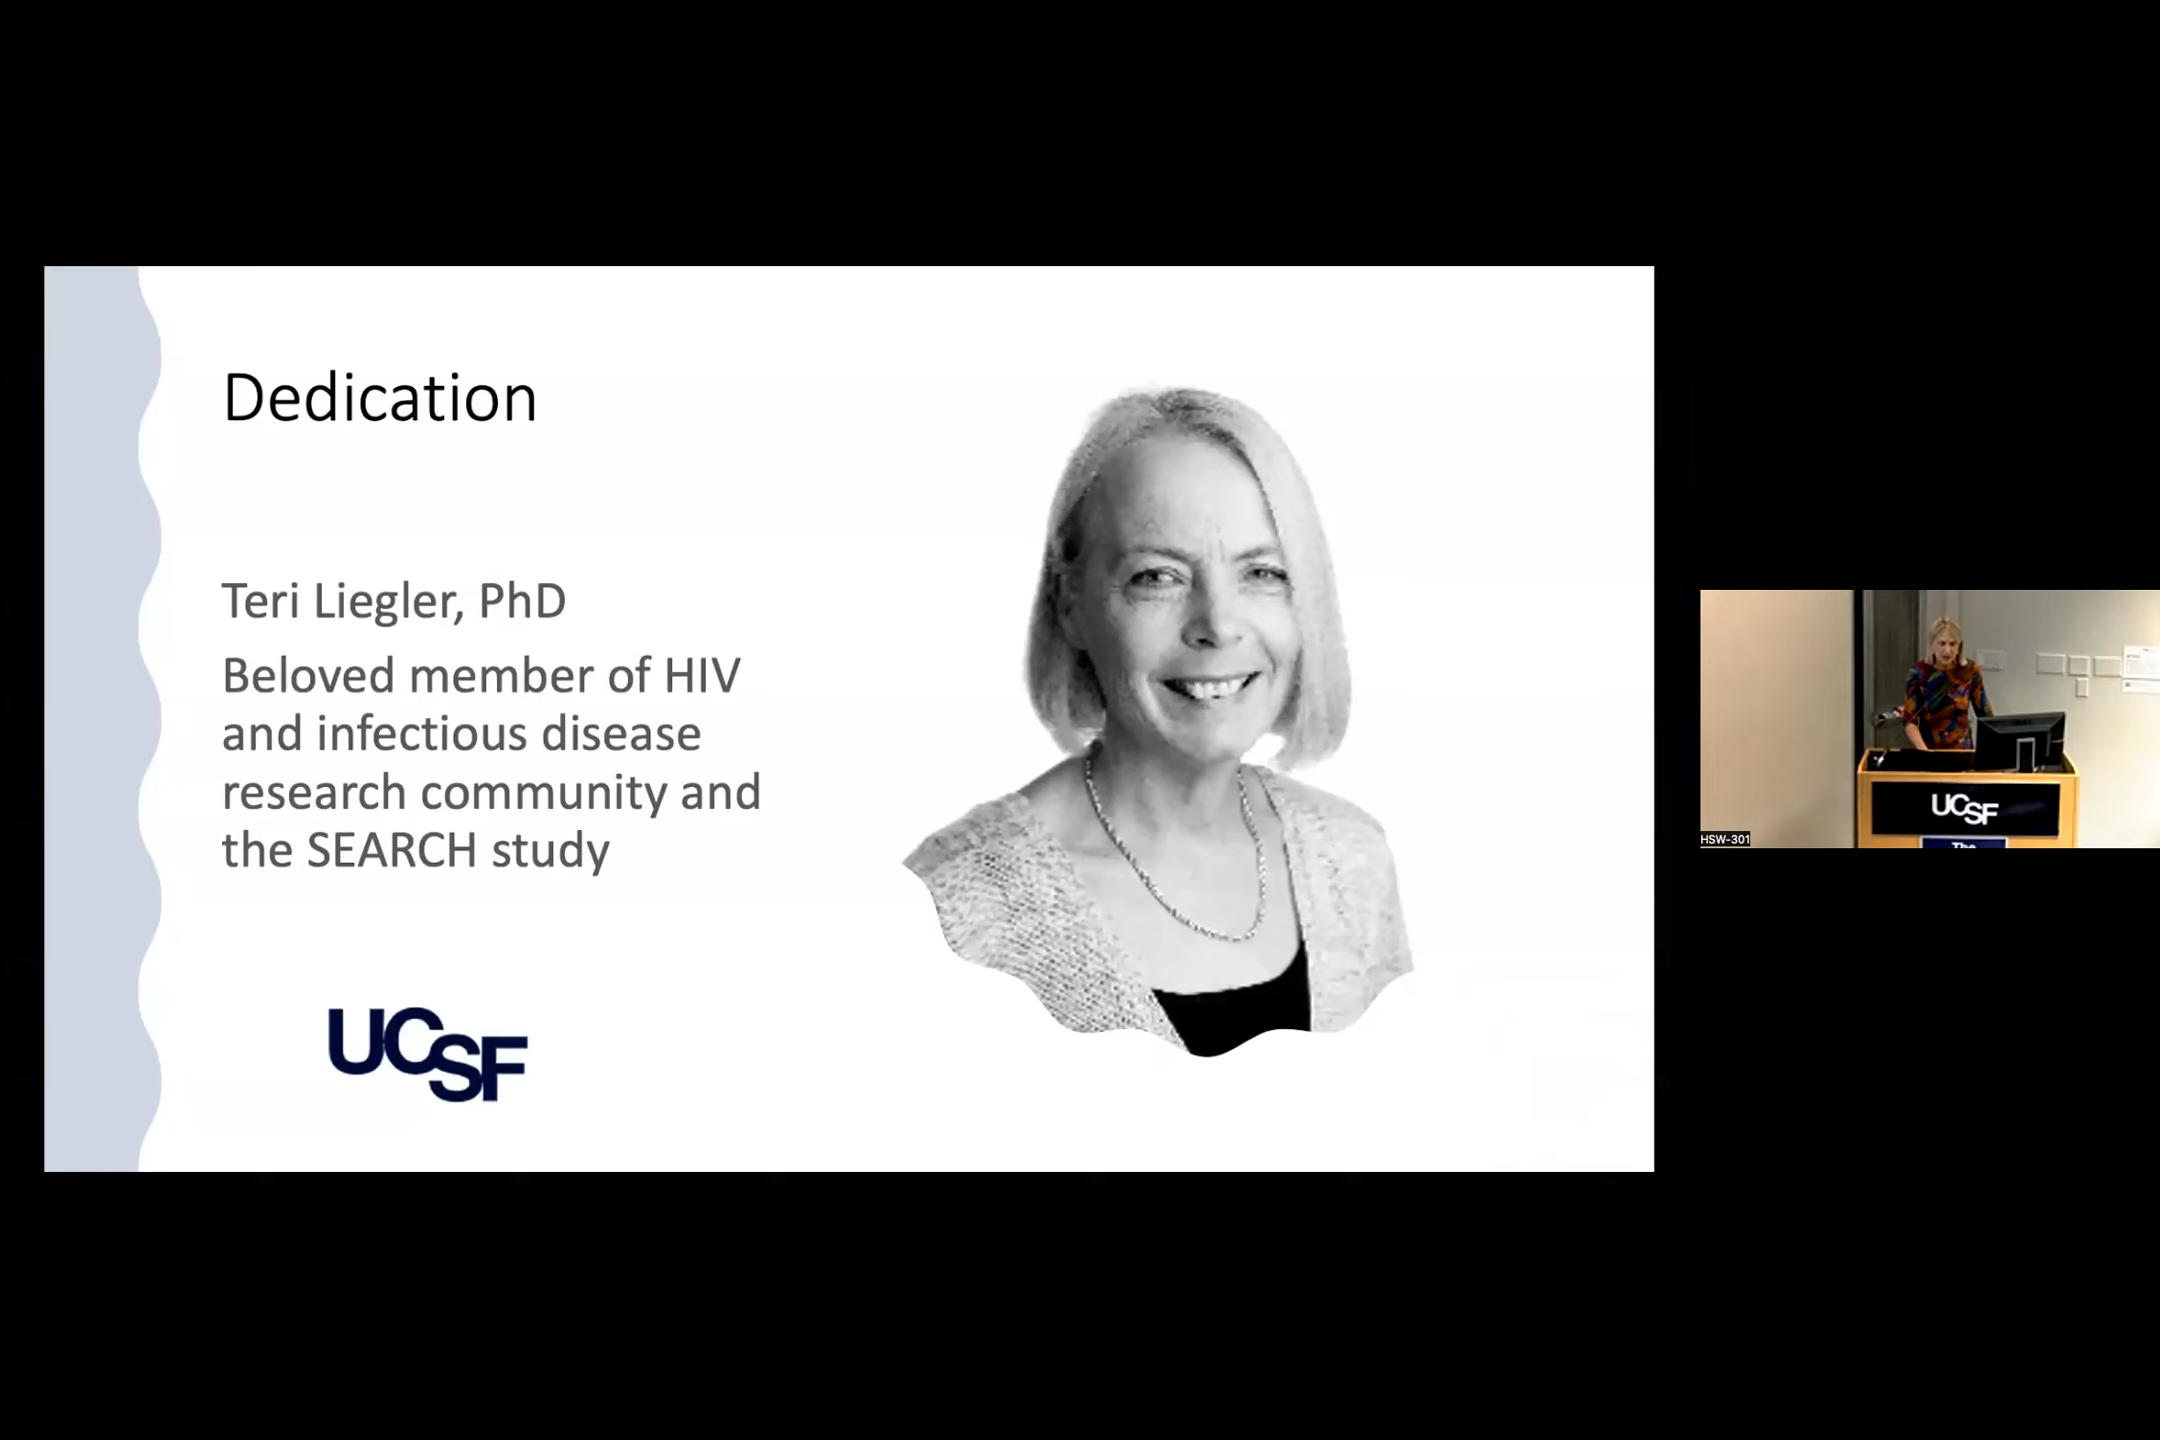 Dedication
Teri Liegler, PhD
Beloved member of HIV
and infectious disease
research community and
the SEARCH study
UCSF
UCSF
The
HSW-301